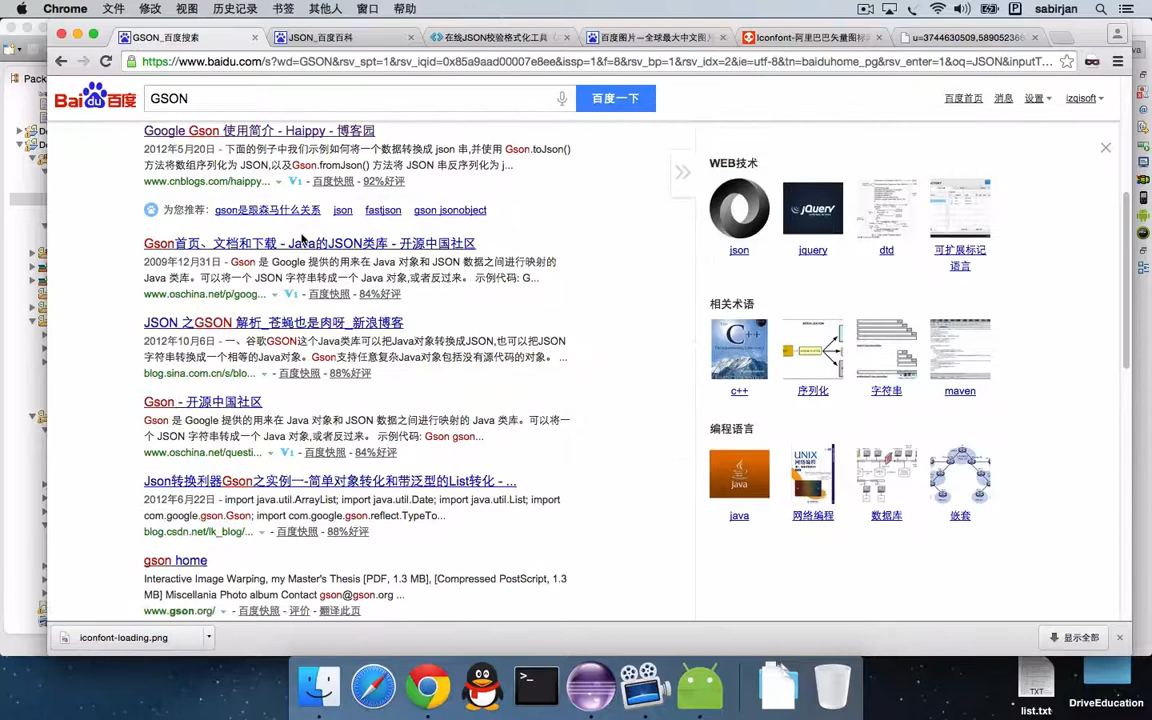 Chrome 文件 修改 视图 历史记录 书签 其他人 窗口 帮助
sabirjan
GSON_百度搜索
JSON_百度百科
在线JSON校验格式化工具
百度图片—全球最大中文图片
Iconfont-阿里巴巴矢量图标
u=3744630509,589052365
https://www.baidu.com/s?wd=GSON&rsv_spt=1&rsv_iqid=0x85a9aad00007e8ee&issp=1&f=8&rsv_bp=1&rsv_idx=2&ie=utf-8&tn=baiduhome_pg&rsv_enter=1&oq=JSON&inputT...
Pack
Bai du 百度
GSON
百度一下
百度首页 消息 设置 izqisoft
Google Gson 使用简介 - Haippy - 博客园
2012年5月20日 - 下面的例子中我们示例如何将一个数据转换成 json 串,并使用 Gson.toJson()
方法将数组序列化为 JSON,以及Gson.fromJson() 方法将 JSON 串反序列化为 j...
www.cnblogs.com/haippy... V1 - 百度快照 - 92%好评
为您推荐: gson是跟森马什么关系 json fastjson gson jsonobject
Gson首页、文档和下载 - Java的JSON类库 - 开源中国社区
2009年12月31日 - Gson 是 Google 提供的用来在 Java 对象和 JSON 数据之间进行映射的
Java 类库。可以将一个 JSON 字符串转成一个 Java 对象,或者反过来。 示例代码: G...
www.oschina.net/p/goog... V1 - 百度快照 - 84%好评
JSON 之GSON 解析_苍蝇也是肉呀_新浪博客
2012年10月6日 - 一、谷歌GSON这个Java类库可以把Java对象转换成JSON,也可以把JSON
字符串转换成一个相等的Java对象。Gson支持任意复杂Java对象包括没有源代码的对象。 ...
blog.sina.com.cn/s/blo... - 百度快照 - 88%好评
Gson - 开源中国社区
Gson 是 Google 提供的用来在 Java 对象和 JSON 数据之间进行映射的 Java 类库。可以将一
个 JSON 字符串转成一个 Java 对象,或者反过来。 示例代码: Gson gson...
www.oschina.net/questi... V1 - 百度快照 - 84%好评
Json转换利器Gson之实例一-简单对象转化和带泛型的List转化 - ...
2012年6月22日 - import java.util.ArrayList; import java.util.Date; import java.util.List; import
com.google.gson.Gson; import com.google.gson.reflect.TypeTo...
blog.csdn.net/lk_blog/... - 百度快照 - 88%好评
gson home
Interactive Image Warping, my Master's Thesis [PDF, 1.3 MB], [Compressed PostScript, 1.3
MB] Miscellania Photo album Contact gson@gson.org ...
www.gson.org/ - 百度快照 - 评价 - 翻译此页
WEB技术
json jquery dtd 可扩展标记
语言
相关术语
c++ 序列化 字符串 maven
编程语言
java 网络编程 数据库 嵌套
iconfont-loading.png
显示全部
list.txt
DriveEducation